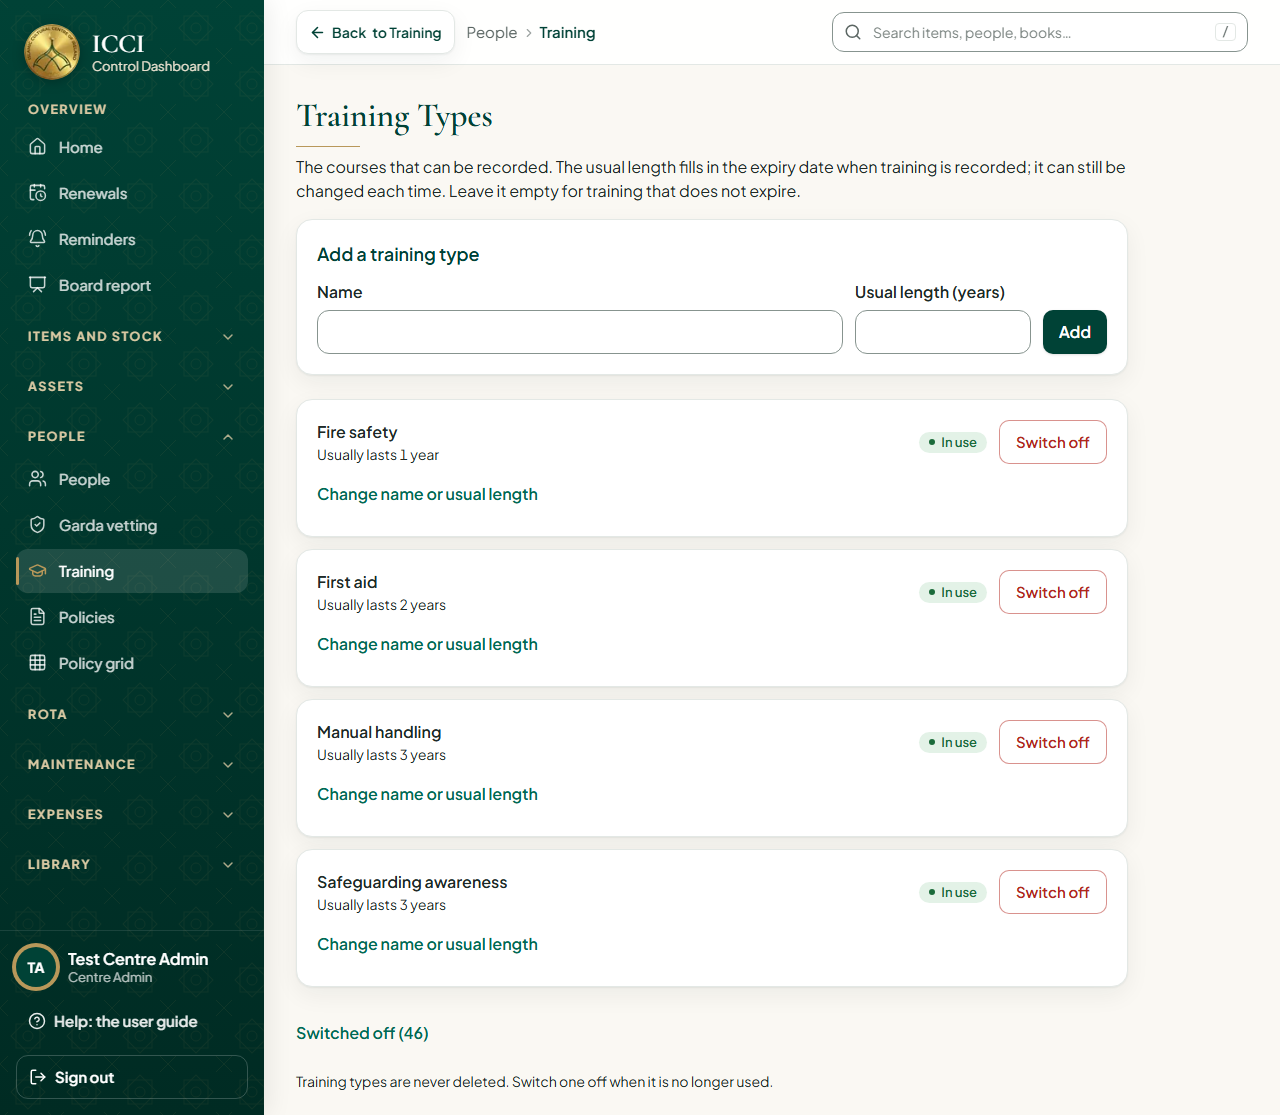 ICCI
Control Dashboard
OVERVIEW
Home
Renewals
Reminders
Board report
ITEMS AND STOCK
ASSETS
PEOPLE
People
Garda vetting
Training
Policies
Policy grid
ROTA
MAINTENANCE
EXPENSES
LIBRARY
TA
Test Centre Admin
Centre Admin
Help: the user guide
Sign out
Back to Training
People > Training
Search items, people, books...
/
Training Types
The courses that can be recorded. The usual length fills in the expiry date when training is recorded; it can still be
changed each time. Leave it empty for training that does not expire.
Add a training type
Name
Usual length (years)
Add
Fire safety
Usually lasts 1 year
In use
Switch off
Change name or usual length
First aid
Usually lasts 2 years
In use
Switch off
Change name or usual length
Manual handling
Usually lasts 3 years
In use
Switch off
Change name or usual length
Safeguarding awareness
Usually lasts 3 years
In use
Switch off
Change name or usual length
Switched off (46)
Training types are never deleted. Switch one off when it is no longer used.